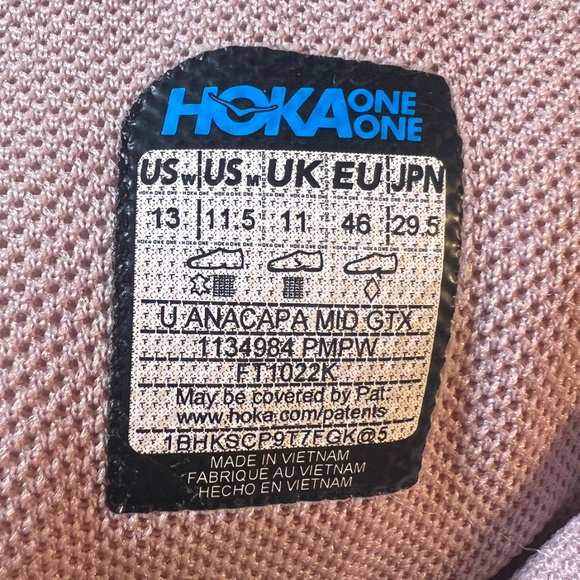 HOKA ONE ONE
USw USM UK EU JPN
13 11.5 11 46 29.5
U ANACAPA MID GTX
1134984 PMPW
FT1022K
May be covered by Pat.
www.hoka.com/patents
1BHKSCP9T7FGK@5
MADE IN VIETNAM
FABRIQUE AU VIETNAM
HECHO EN VIETNAM